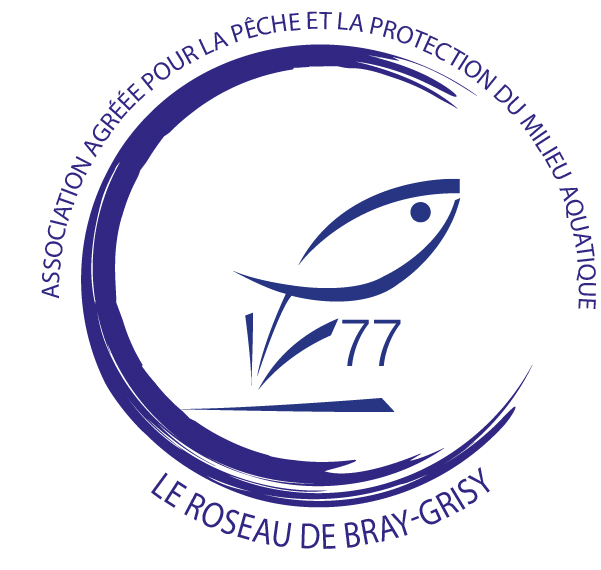 ASSOCIATION AGRÉÉE POUR LA PÊCHE ET LA PROTECTION DU MILIEU AQUATIQUE
77
LE ROSEAU DE BRAY-GRISY